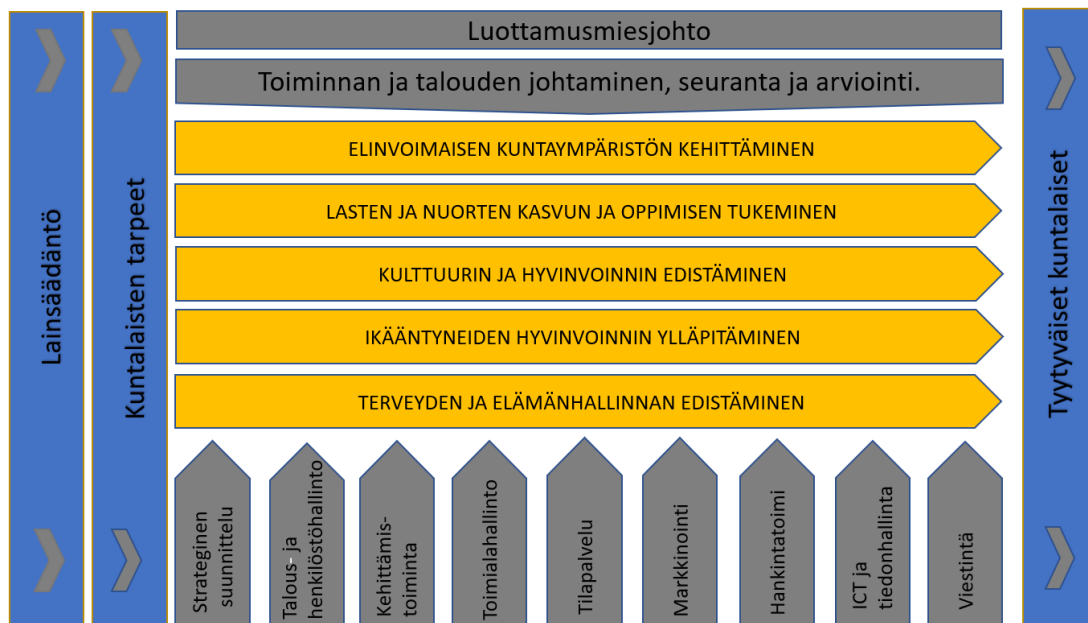 Lainsäädäntö
Kuntalaisten tarpeet
Luottamusmiesjohto
Toiminnan ja talouden johtaminen, seuranta ja arviointi.
ELINVOIMAISEN KUNTAYMPÄRISTÖN KEHITTÄMINEN
LASTEN JA NUORTEN KASVUN JA OPPIMISEN TUKEMINEN
KULTTUURIN JA HYVINVOINNIN EDISTÄMINEN
IKÄÄNTYNEIDEN HYVINVOINNIN YLLÄPITÄMINEN
TERVEYDEN JA ELÄMÄNHALLINNAN EDISTÄMINEN
Strateginen
suunnittelu
Talous- ja
henkilöstöhallinto
Kehittämis-
toiminta
Toimialahallinto
Tilapalvelu
Markkinointi
Hankintatoimi
ICT ja
tiedonhallinta
Viestintä
Tyytyväiset kuntalaiset